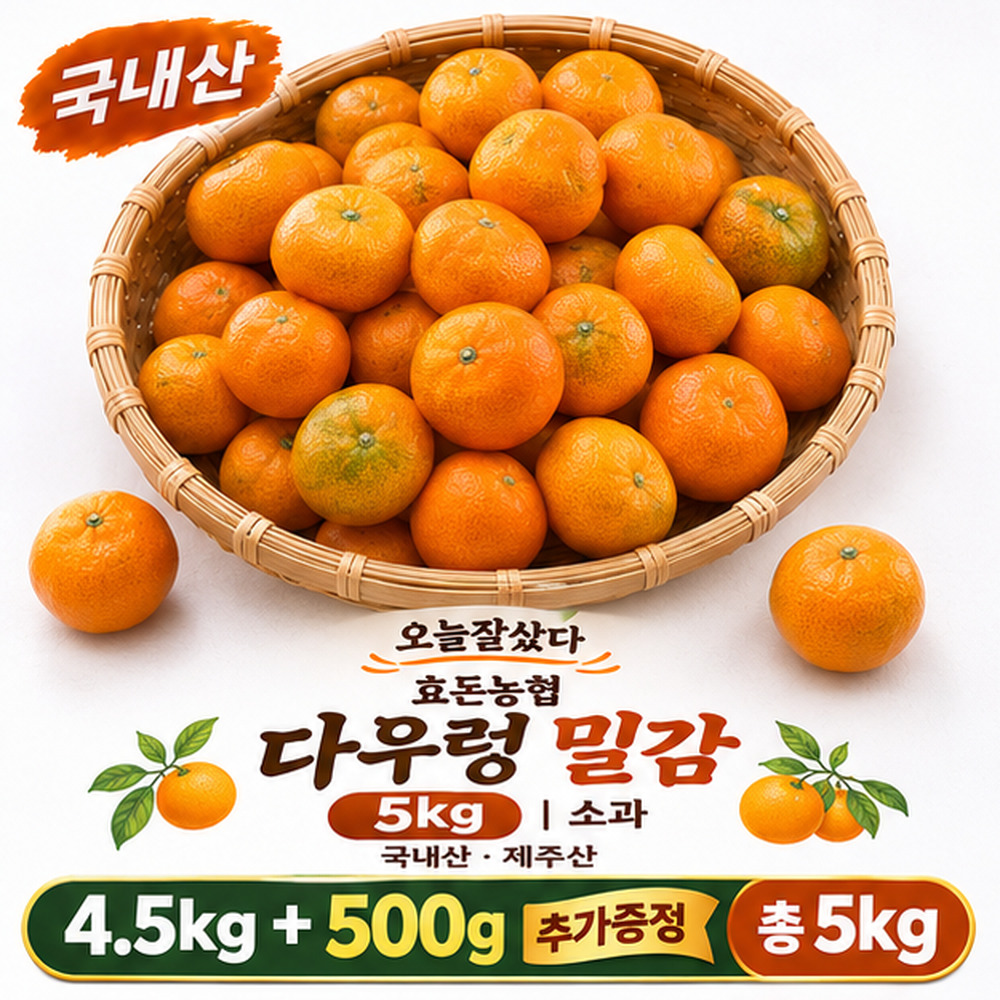 국내산
오늘잘샀다
효돈농협
다우렁 밀감
5kg | 소과
국내산 · 제주산
4.5kg + 500g 추가증정 총 5kg